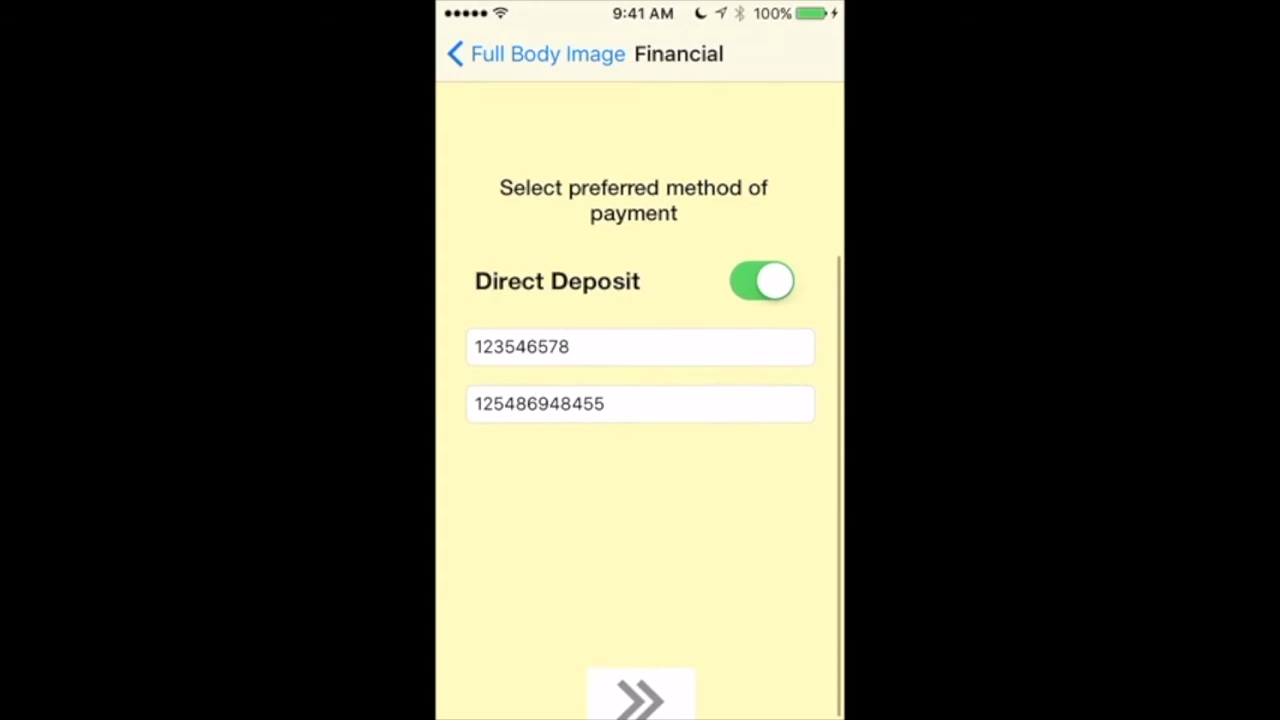 9:41 AM 100%
Full Body Image Financial
Select preferred method of
payment
Direct Deposit
123546578
125486948455